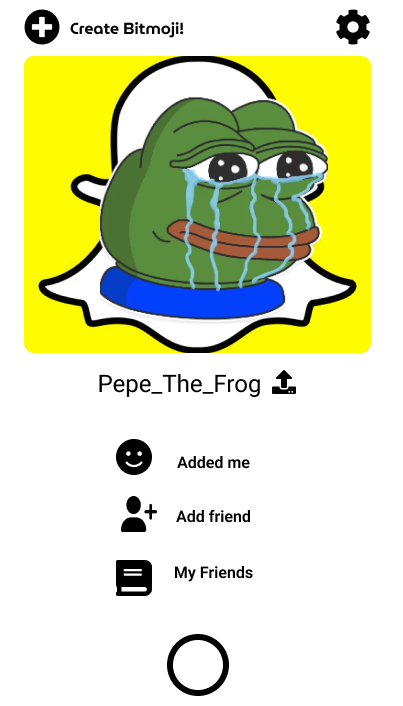 Create Bitmoji!
Pepe_The_Frog
Added me
Add friend
My Friends